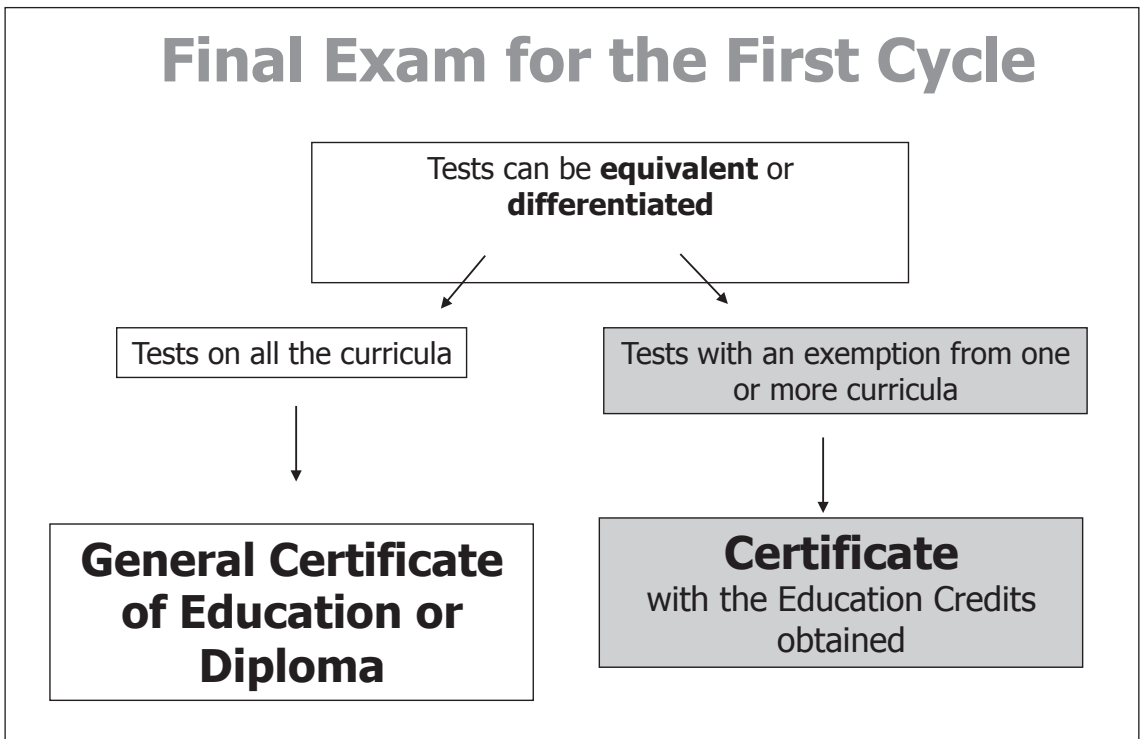 Final Exam for the First Cycle
Tests can be equivalent or
differentiated
Tests on all the curricula
Tests with an exemption from one
or more curricula
General Certificate
of Education or
Diploma
Certificate
with the Education Credits
obtained